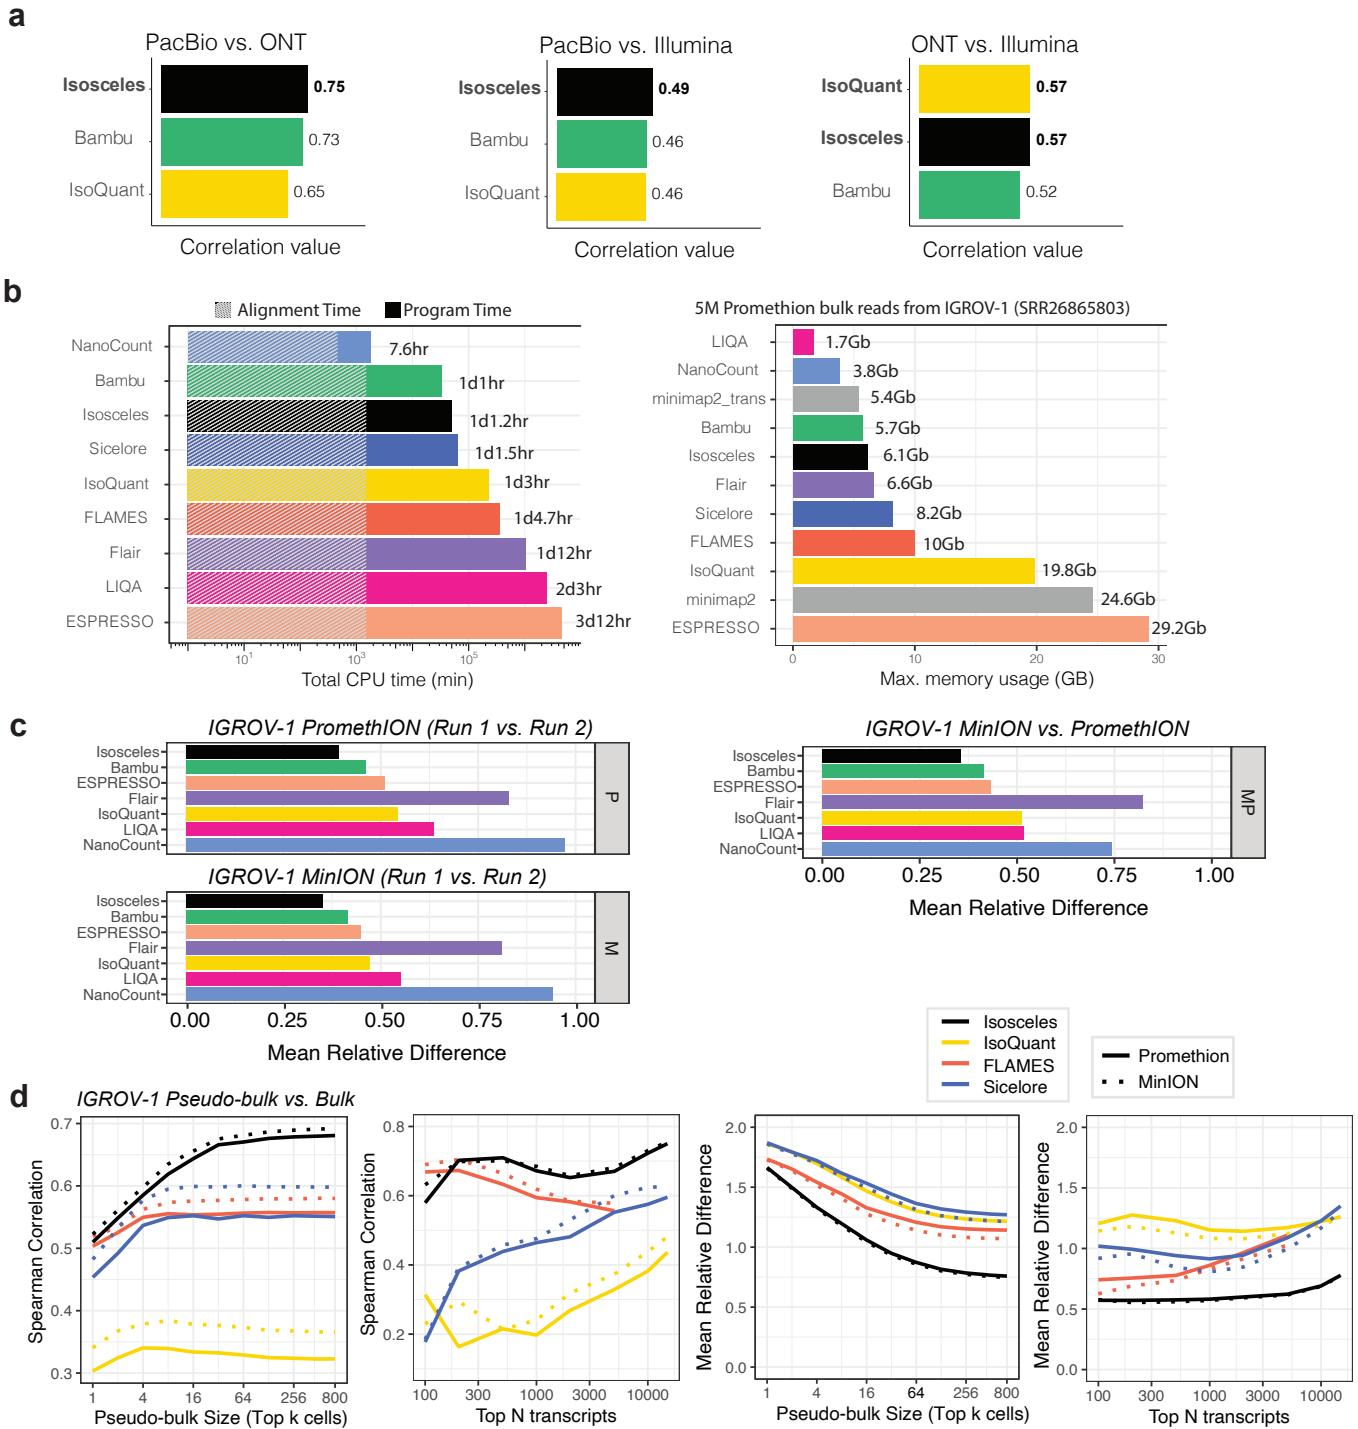 a
PacBio vs. ONT
Isosceles
0.75
Bambu
0.73
IsoQuant
0.65
Correlation value
PacBio vs. Illumina
Isosceles
0.49
Bambu
0.46
IsoQuant
0.46
Correlation value
ONT vs. Illumina
IsoQuant
0.57
Isosceles
0.57
Bambu
0.52
Correlation value
b
Alignment Time
Program Time
NanoCount
7.6hr
Bambu
1d1hr
Isosceles
1d1.2hr
Sicelore
1d1.5hr
IsoQuant
1d3hr
FLAMES
1d4.7hr
Flair
1d12hr
LIQA
2d3hr
ESPRESSO
3d12hr
10¹ 10³ 10⁵
Total CPU time (min)
5M Promethion bulk reads from IGROV-1 (SRR26865803)
LIQA
1.7Gb
NanoCount
3.8Gb
minimap2_trans
5.4Gb
Bambu
5.7Gb
Isosceles
6.1Gb
Flair
6.6Gb
Sicelore
8.2Gb
FLAMES
10Gb
IsoQuant
19.8Gb
minimap2
24.6Gb
ESPRESSO
29.2Gb
0 10 20 30
Max. memory usage (GB)
c
IGROV-1 PromethION (Run 1 vs. Run 2)
Isosceles
Bambu
ESPRESSO
Flair
IsoQuant
LIQA
NanoCount
P
IGROV-1 MinION (Run 1 vs. Run 2)
Isosceles
Bambu
ESPRESSO
Flair
IsoQuant
LIQA
NanoCount
M
0.00 0.25 0.50 0.75 1.00
Mean Relative Difference
IGROV-1 MinION vs. PromethION
Isosceles
Bambu
ESPRESSO
Flair
IsoQuant
LIQA
NanoCount
MP
0.00 0.25 0.50 0.75 1.00
Mean Relative Difference
Isosceles
IsoQuant
FLAMES
Sicelore
Promethion
MinION
d
IGROV-1 Pseudo-bulk vs. Bulk
Spearman Correlation
0.7
0.6
0.5
0.4
0.3
1 4 16 64 256 800
Pseudo-bulk Size (Top k cells)
Spearman Correlation
0.8
0.6
0.4
0.2
100 300 1000 3000 10000
Top N transcripts
Mean Relative Difference
2.0
1.5
1.0
0.5
0.0
1 4 16 64 256 800
Pseudo-bulk Size (Top k cells)
Mean Relative Difference
2.0
1.5
1.0
0.5
0.0
100 300 1000 3000 10000
Top N transcripts